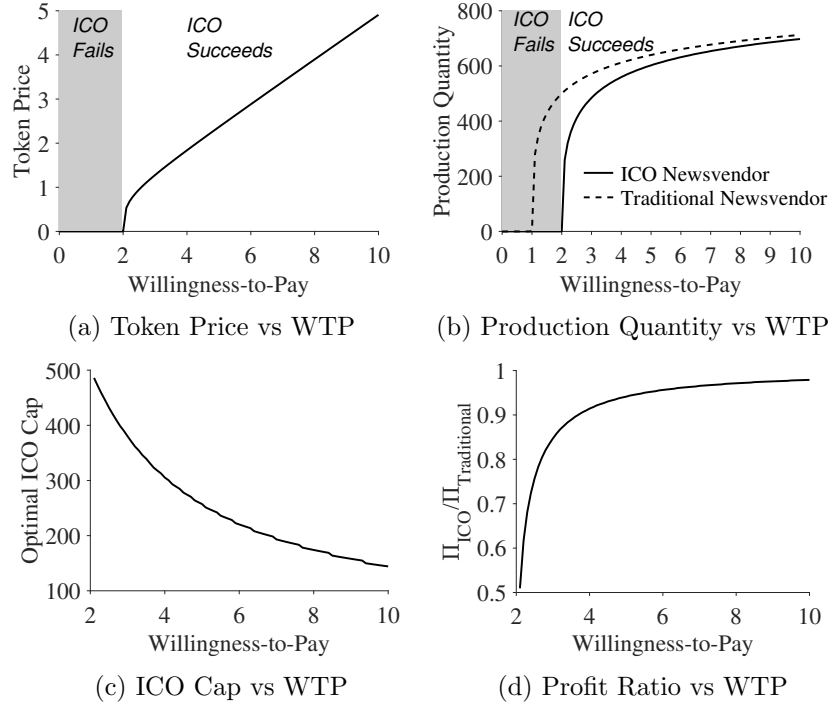 ICO Fails
ICO Succeeds
Token Price
5
4
3
2
1
0
0 2 4 6 8 10
Willingness-to-Pay
(a) Token Price vs WTP
ICO Fails
ICO Succeeds
Production Quantity
800
600
400
200
0
ICO Newsvendor
Traditional Newsvendor
0 1 2 3 4 5 6 7 8 9 10
Willingness-to-Pay
(b) Production Quantity vs WTP
Optimal ICO Cap
500
400
300
200
100
2 4 6 8 10
Willingness-to-Pay
(c) ICO Cap vs WTP
Π_ICO/Π_Traditional
1
0.9
0.8
0.7
0.6
0.5
2 4 6 8 10
Willingness-to-Pay
(d) Profit Ratio vs WTP